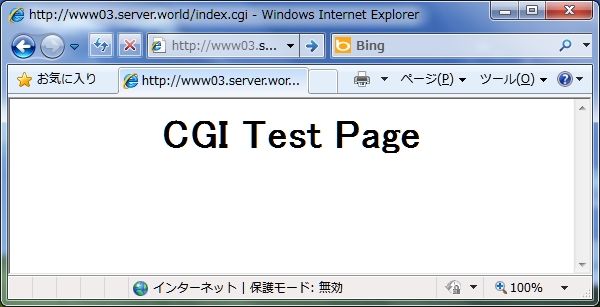 http://www03.server.world/index.cgi - Windows Internet Explorer
http://www03.s...
Bing
お気に入り
http://www03.server.wor...
ページ(P)
ツール(O)
CGI Test Page
インターネット | 保護モード: 無効
100%